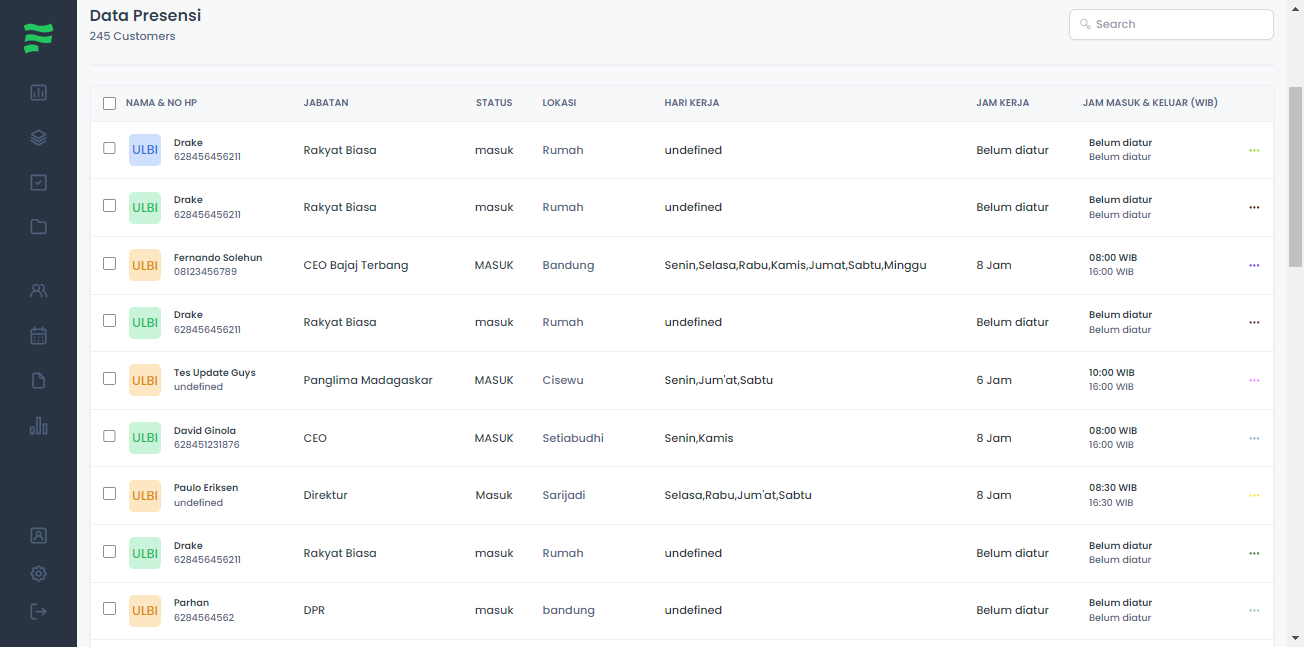 Data Presensi
245 Customers
Search
NAMA & NO HP JABATAN STATUS LOKASI HARI KERJA JAM KERJA JAM MASUK & KELUAR (WIB)
ULBI Drake 628456456211 Rakyat Biasa masuk Rumah undefined Belum diatur Belum diatur Belum diatur
ULBI Drake 628456456211 Rakyat Biasa masuk Rumah undefined Belum diatur Belum diatur Belum diatur
ULBI Fernando Solehun 08123456789 CEO Bajaj Terbang MASUK Bandung Senin,Selasa,Rabu,Kamis,Jumat,Sabtu,Minggu 8 Jam 08:00 WIB 16:00 WIB
ULBI Drake 628456456211 Rakyat Biasa masuk Rumah undefined Belum diatur Belum diatur Belum diatur
ULBI Tes Update Guys undefined Panglima Madagaskar MASUK Cisewu Senin,Jum'at,Sabtu 6 Jam 10:00 WIB 16:00 WIB
ULBI David Ginola 628451231876 CEO MASUK Setiabudhi Senin,Kamis 8 Jam 08:00 WIB 16:00 WIB
ULBI Paulo Eriksen undefined Direktur Masuk Sarijadi Selasa,Rabu,Jum'at,Sabtu 8 Jam 08:30 WIB 16:30 WIB
ULBI Drake 628456456211 Rakyat Biasa masuk Rumah undefined Belum diatur Belum diatur Belum diatur
ULBI Parhan 6284564562 DPR masuk bandung undefined Belum diatur Belum diatur Belum diatur